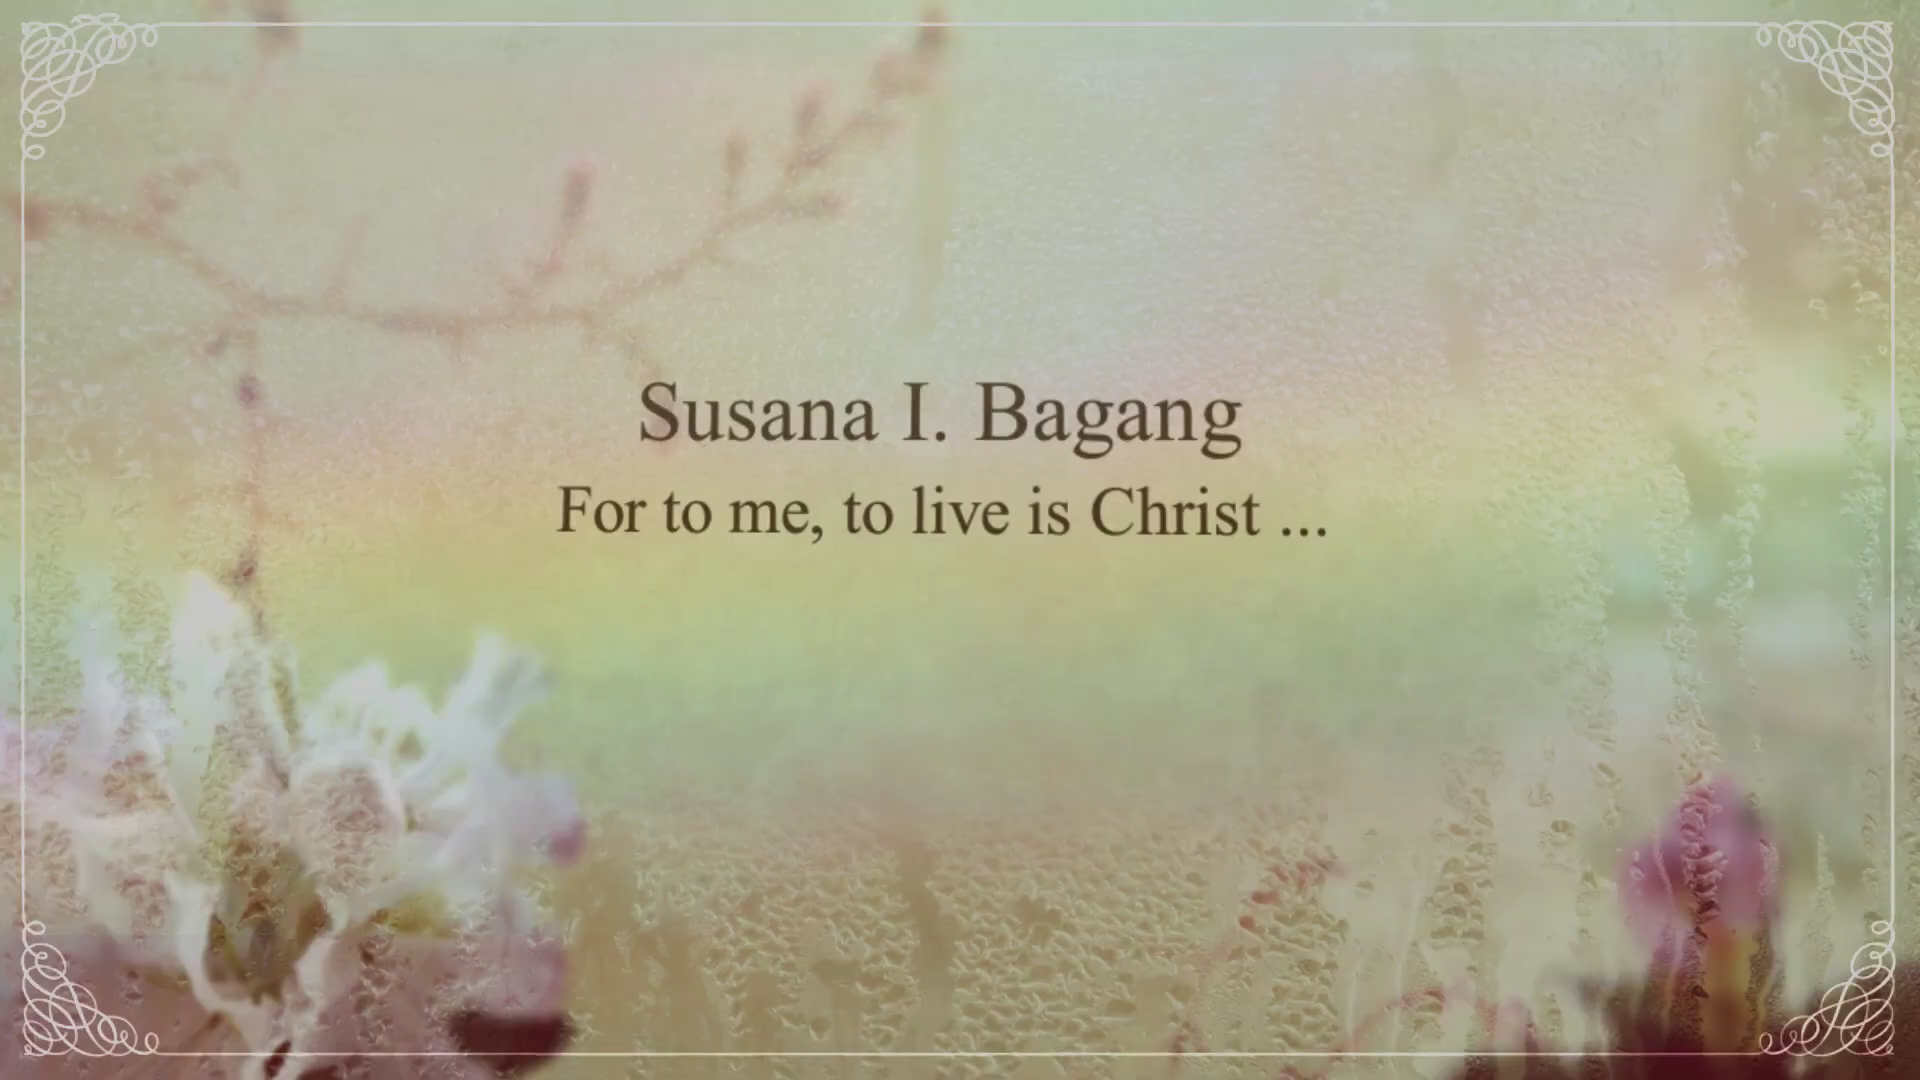 Susana I. Bagang
For to me, to live is Christ ...